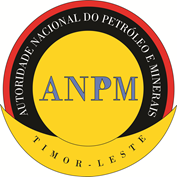 AUTORIDADE NACIONAL DO PETRÓLEO E MINERAIS
ANPM
TIMOR-LESTE